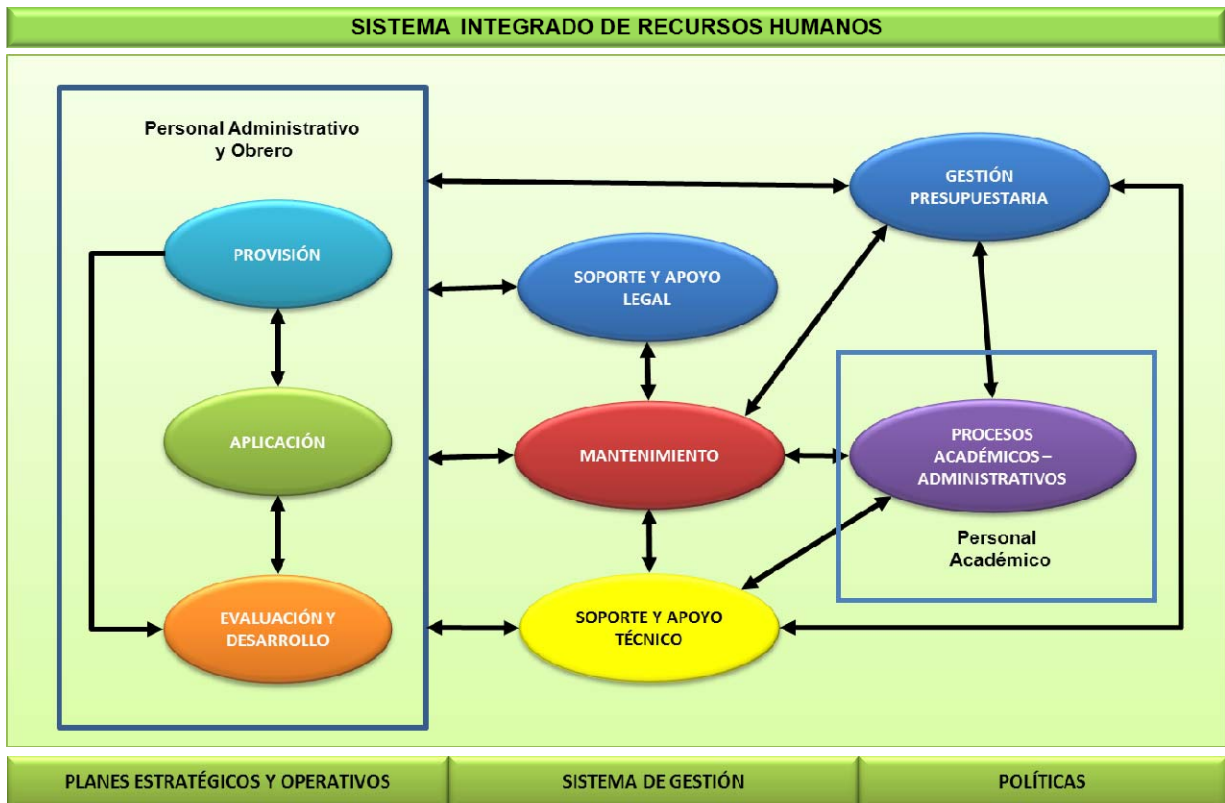 SISTEMA INTEGRADO DE RECURSOS HUMANOS
Personal Administrativo
y Obrero
PROVISIÓN
APLICACIÓN
EVALUACIÓN Y
DESARROLLO
SOPORTE Y APOYO
LEGAL
MANTENIMIENTO
SOPORTE Y APOYO
TÉCNICO
GESTIÓN
PRESUPUESTARIA
PROCESOS
ACADÉMICOS –
ADMINISTRATIVOS
Personal
Académico
PLANES ESTRATÉGICOS Y OPERATIVOS
SISTEMA DE GESTIÓN
POLÍTICAS